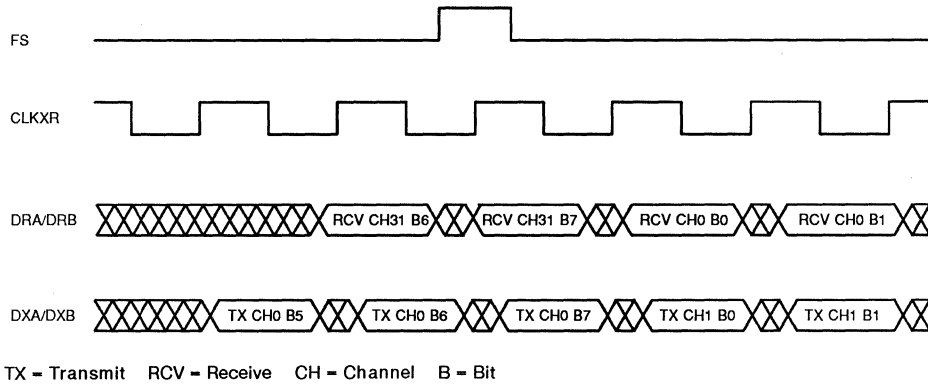 FS
CLKXR
DRA/DRB RCV CH31 B6 RCV CH31 B7 RCV CH0 B0 RCV CH0 B1
DXA/DXB TX CH0 B5 TX CH0 B6 TX CH0 B7 TX CH1 B0 TX CH1 B1
TX = Transmit RCV = Receive CH = Channel B = Bit